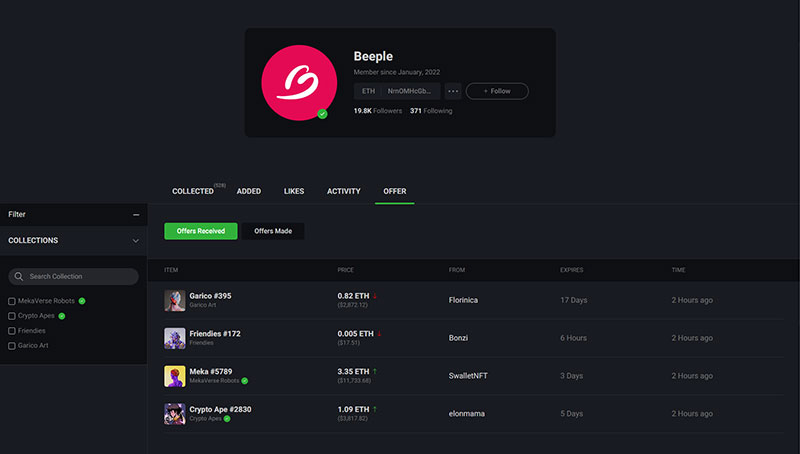 Beeple
Member since January, 2022
ETH NmOMHcGb...
+ Follow
19.8K Followers 371 Following
COLLECTED (528) ADDED LIKES ACTIVITY OFFER
Filter
COLLECTIONS
Search Collection
MekaVerse Robots
Crypto Apes
Friendies
Garico Art
Offers Received Offers Made
ITEM PRICE FROM EXPIRES TIME
Garico #395 0.82 ETH ↓ Florinica 17 Days 2 Hours ago
Garico Art ($2,872.12)
Friendies #172 0.005 ETH ↓ Bonzi 6 Hours 2 Hours ago
Friendies ($17.51)
Meka #5789 3.35 ETH ↑ SwalletNFT 3 Days 2 Hours ago
MekaVerse Robots ($11,733.68)
Crypto Ape #2830 1.09 ETH ↑ elonmama 5 Days 2 Hours ago
Crypto Apes ($3,817.82)